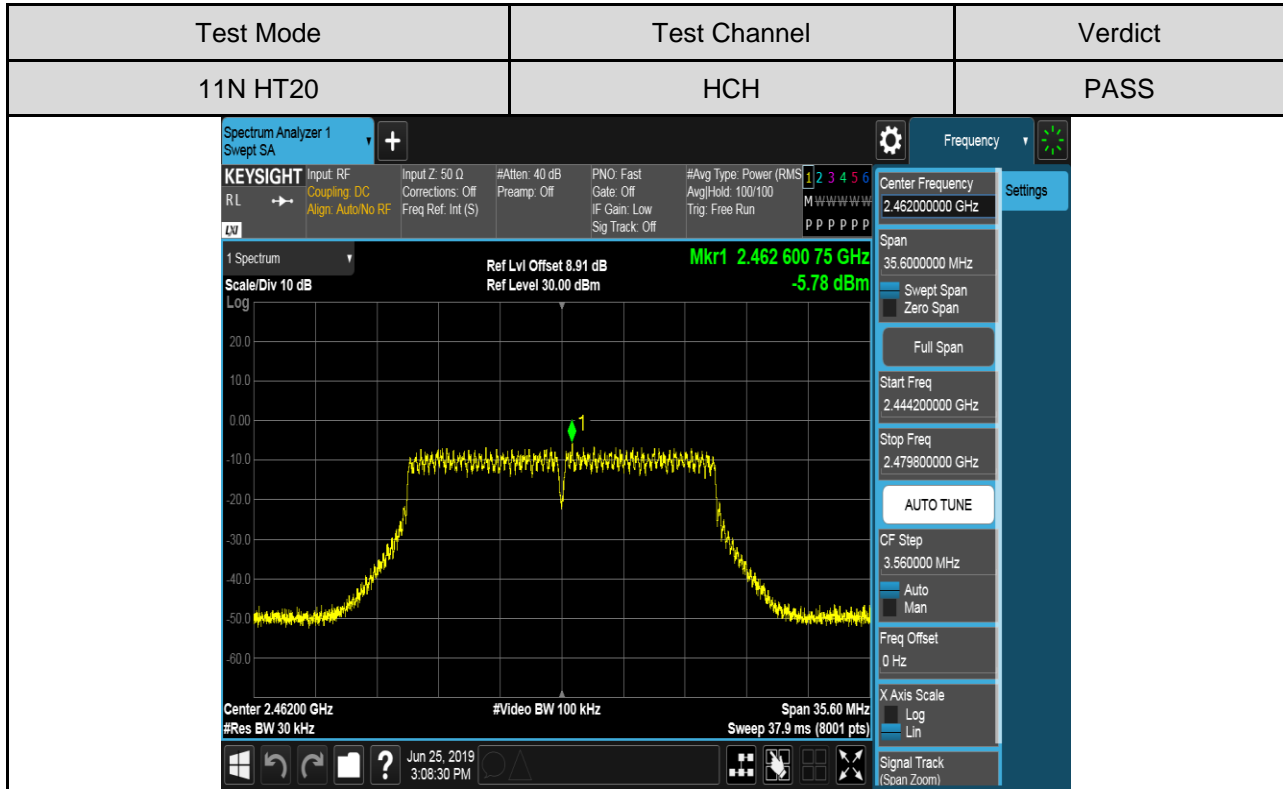 Test Mode Test Channel Verdict
11N HT20 HCH PASS
Spectrum Analyzer 1
Swept SA
+
Frequency
KEYSIGHT Input: RF Input Z: 50 Ω #Atten: 40 dB PNO: Fast #Avg Type: Power (RMS 1 2 3 4 5 6
RL Coupling: DC Corrections: Off Preamp: Off Gate: Off Avg|Hold: 100/100 M W W W W W
Align: Auto/No RF Freq Ref: Int (S) IF Gain: Low Trig: Free Run
LXI Sig Track: Off P P P P P P
Center Frequency
2.462000000 GHz
Settings
1 Spectrum
Ref Lvl Offset 8.91 dB
Mkr1 2.462 600 75 GHz
Scale/Div 10 dB Ref Level 30.00 dBm -5.78 dBm
Log
20.0
10.0
0.00
1
-10.0
-20.0
-30.0
-40.0
-50.0
-60.0
Center 2.46200 GHz #Video BW 100 kHz Span 35.60 MHz
#Res BW 30 kHz Sweep 37.9 ms (8001 pts)
Span
35.6000000 MHz
Swept Span
Zero Span
Full Span
Start Freq
2.444200000 GHz
Stop Freq
2.479800000 GHz
AUTO TUNE
CF Step
3.560000 MHz
Auto
Man
Freq Offset
0 Hz
X Axis Scale
Log
Lin
Signal Track
(Span Zoom)
?
Jun 25, 2019
3:08:30 PM